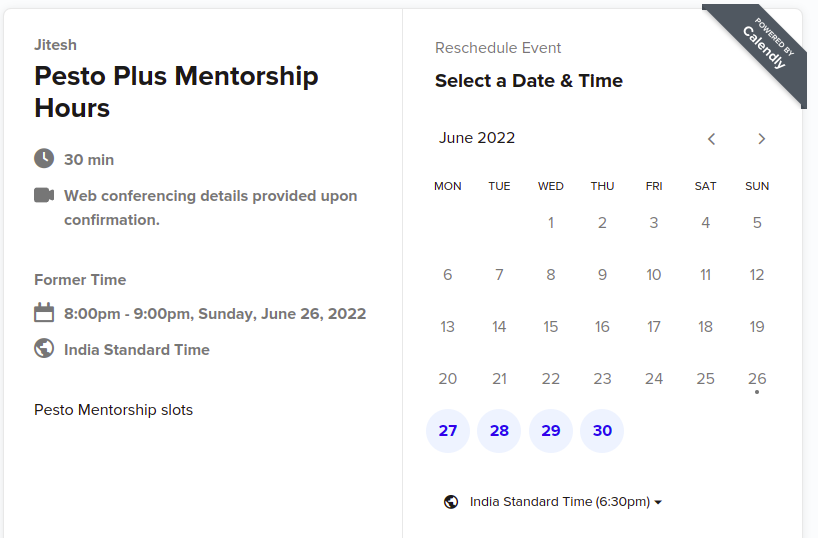 Jitesh
Pesto Plus Mentorship
Hours
30 min
Web conferencing details provided upon
confirmation.
Former Time
8:00pm - 9:00pm, Sunday, June 26, 2022
India Standard Time
Pesto Mentorship slots
POWERED BY
Calendly
Reschedule Event
Select a Date & TIme
June 2022
MON TUE WED THU FRI SAT SUN
1 2 3 4 5
6 7 8 9 10 11 12
13 14 15 16 17 18 19
20 21 22 23 24 25 26
27 28 29 30
India Standard Time (6:30pm)